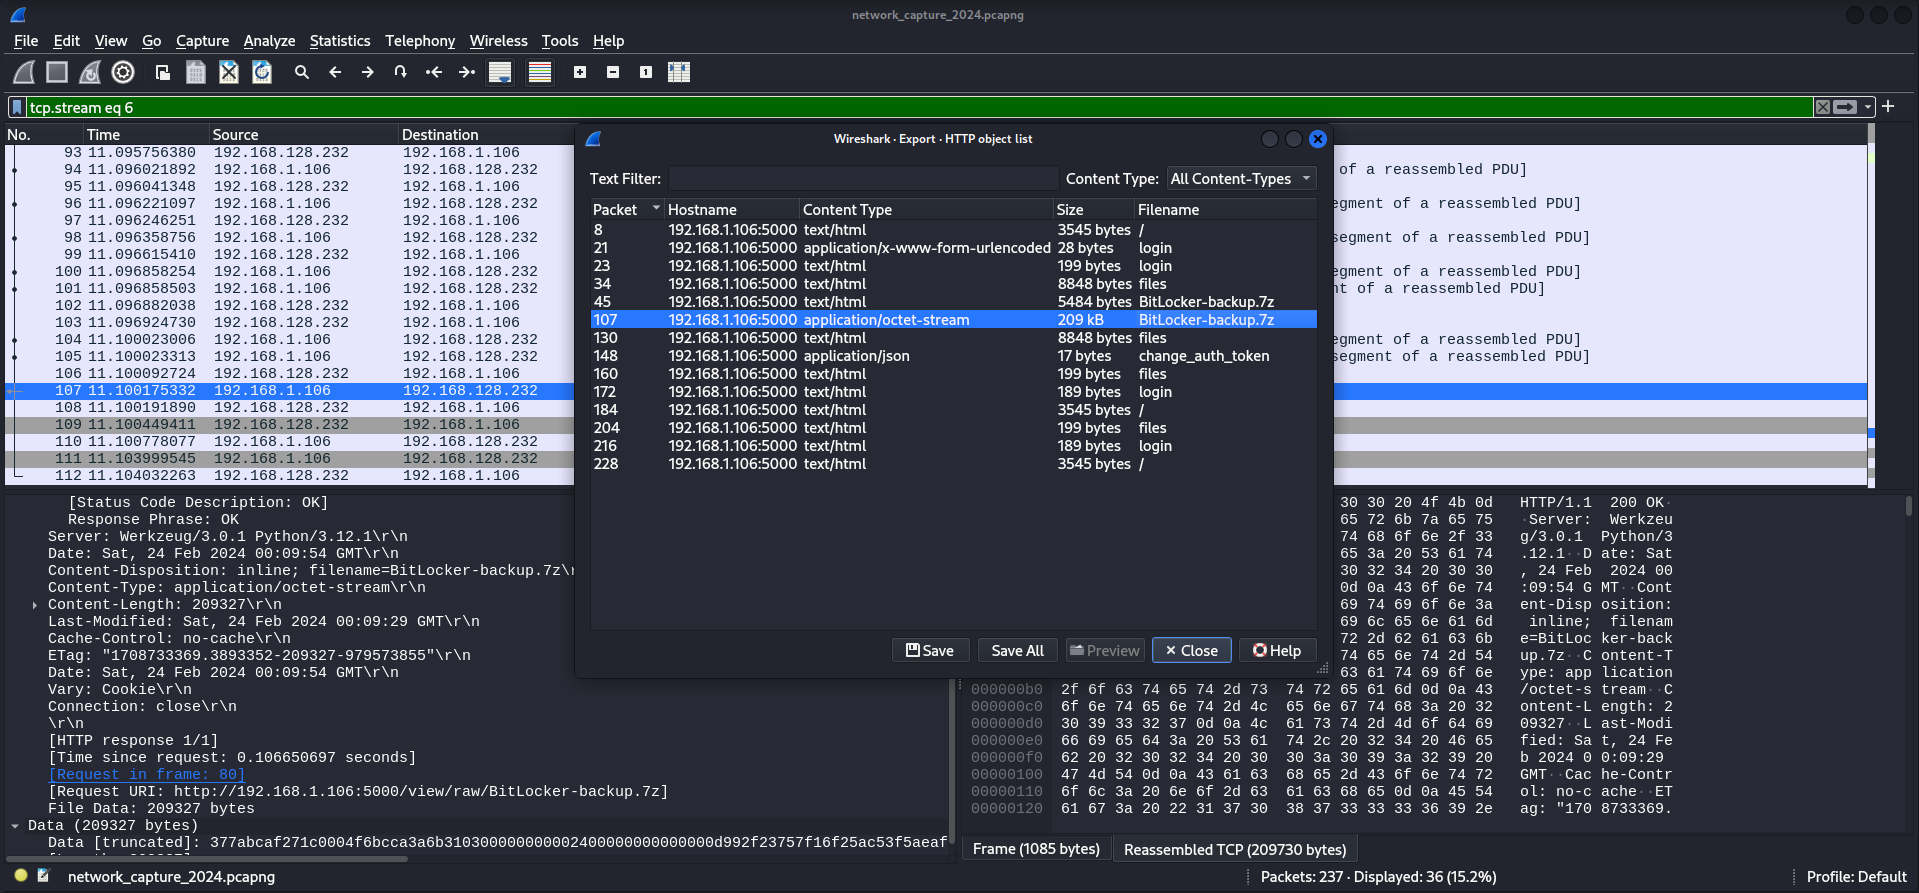 network_capture_2024.pcapng
File Edit View Go Capture Analyze Statistics Telephony Wireless Tools Help
tcp.stream eq 6
No. Time Source Destination
93 11.095756380 192.168.128.232 192.168.1.106
94 11.096021892 192.168.1.106 192.168.128.232 of a reassembled PDU]
95 11.096041348 192.168.128.232 192.168.1.106
96 11.096221097 192.168.1.106 192.168.128.232 egment of a reassembled PDU]
97 11.096246251 192.168.128.232 192.168.1.106
98 11.096358756 192.168.1.106 192.168.128.232 segment of a reassembled PDU]
99 11.096615410 192.168.128.232 192.168.1.106
100 11.096858254 192.168.1.106 192.168.128.232 egment of a reassembled PDU]
101 11.096858503 192.168.1.106 192.168.128.232 nt of a reassembled PDU]
102 11.096882038 192.168.128.232 192.168.1.106
103 11.096924730 192.168.128.232 192.168.1.106
104 11.100023006 192.168.1.106 192.168.128.232 egment of a reassembled PDU]
105 11.100023313 192.168.1.106 192.168.128.232 segment of a reassembled PDU]
106 11.100092724 192.168.128.232 192.168.1.106
107 11.100175332 192.168.1.106 192.168.128.232
108 11.100191890 192.168.128.232 192.168.1.106
109 11.100449411 192.168.128.232 192.168.1.106
110 11.100778077 192.168.1.106 192.168.128.232
111 11.103999545 192.168.1.106 192.168.128.232
112 11.104032263 192.168.128.232 192.168.1.106
Wireshark · Export · HTTP object list
Text Filter: Content Type: All Content-Types
Packet Hostname Content Type Size Filename
8 192.168.1.106:5000 text/html 3545 bytes /
21 192.168.1.106:5000 application/x-www-form-urlencoded 28 bytes login
23 192.168.1.106:5000 text/html 199 bytes login
34 192.168.1.106:5000 text/html 8848 bytes files
45 192.168.1.106:5000 text/html 5484 bytes BitLocker-backup.7z
107 192.168.1.106:5000 application/octet-stream 209 kB BitLocker-backup.7z
130 192.168.1.106:5000 text/html 8848 bytes files
148 192.168.1.106:5000 application/json 17 bytes change_auth_token
160 192.168.1.106:5000 text/html 199 bytes files
172 192.168.1.106:5000 text/html 189 bytes login
184 192.168.1.106:5000 text/html 3545 bytes /
204 192.168.1.106:5000 text/html 199 bytes files
216 192.168.1.106:5000 text/html 189 bytes login
228 192.168.1.106:5000 text/html 3545 bytes /
Save Save All Preview Close Help
[Status Code Description: OK]
Response Phrase: OK
Server: Werkzeug/3.0.1 Python/3.12.1\r\n
Date: Sat, 24 Feb 2024 00:09:54 GMT\r\n
Content-Disposition: inline; filename=BitLocker-backup.7z\r
Content-Type: application/octet-stream\r\n
Content-Length: 209327\r\n
Last-Modified: Sat, 24 Feb 2024 00:09:29 GMT\r\n
Cache-Control: no-cache\r\n
ETag: "1708733369.3893352-209327-979573855"\r\n
Date: Sat, 24 Feb 2024 00:09:54 GMT\r\n
Vary: Cookie\r\n
Connection: close\r\n
\r\n
[HTTP response 1/1]
[Time since request: 0.106650697 seconds]
[Request in frame: 80]
[Request URI: http://192.168.1.106:5000/view/raw/BitLocker-backup.7z]
File Data: 209327 bytes
Data (209327 bytes)
Data [truncated]: 377abcaf271c0004f6bcca3a6b31030000000000240000000000000​0d992f23757f16f25ac53f5aeaf
30 30 20 4f 4b 0d HTTP/1.1 200 OK·
65 72 6b 7a 65 75 ·Server: Werkzeu
74 68 6f 6e 2f 33 g/3.0.1 Python/3
65 3a 20 53 61 74 .12.1··D ate: Sat
30 32 34 20 30 30 , 24 Feb 2024 00
0d 0a 43 6f 6e 74 :09:54 G MT··Cont
69 74 69 6f 6e 3a ent-Disp osition:
69 6c 65 6e 61 6d inline; filenam
72 2d 62 61 63 6b e=BitLoc ker-back
74 65 6e 74 2d 54 up.7z··C ontent-T
63 61 74 69 6f 6e ype: app lication
000000b0 2f 6f 63 74 65 74 2d 73 74 72 65 61 6d 0d 0a 43 /octet-s tream··C
000000c0 6f 6e 74 65 6e 74 2d 4c 65 6e 67 74 68 3a 20 32 ontent-L ength: 2
000000d0 30 39 33 32 37 0d 0a 4c 61 73 74 2d 4d 6f 64 69 09327··L ast-Modi
000000e0 66 69 65 64 3a 20 53 61 74 2c 20 32 34 20 46 65 fied: Sa t, 24 Fe
000000f0 62 20 32 30 32 34 20 30 30 3a 30 39 3a 32 39 20 b 2024 0 0:09:29
00000100 47 4d 54 0d 0a 43 61 63 68 65 2d 43 6f 6e 74 72 GMT··Cac he-Contr
00000110 6f 6c 3a 20 6e 6f 2d 63 61 63 68 65 0d 0a 45 54 ol: no-c ache··ET
00000120 61 67 3a 20 22 31 37 30 38 37 33 33 33 36 39 2e ag: "170 8733369.
Frame (1085 bytes) Reassembled TCP (209730 bytes)
network_capture_2024.pcapng Packets: 237 · Displayed: 36 (15.2%) Profile: Default